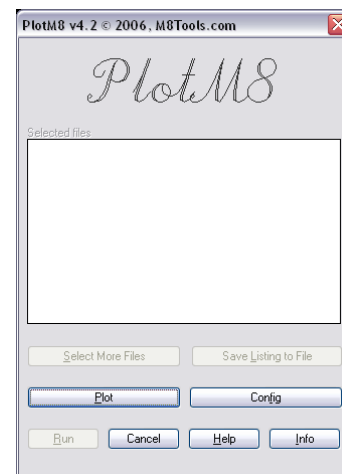 PlotM8 v4.2 © 2006, M8Tools.com
PlotM8
Selected files
Select More Files Save Listing to File
Plot Config
Run Cancel Help Info